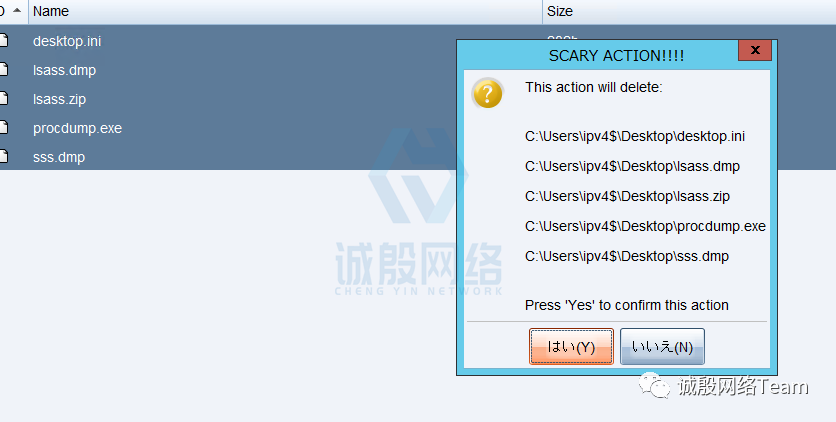 Name
Size
desktop.ini
lsass.dmp
lsass.zip
procdump.exe
sss.dmp
SCARY ACTION!!!!
x
This action will delete:
C:\Users\ipv4$\Desktop\desktop.ini
C:\Users\ipv4$\Desktop\lsass.dmp
C:\Users\ipv4$\Desktop\lsass.zip
C:\Users\ipv4$\Desktop\procdump.exe
C:\Users\ipv4$\Desktop\sss.dmp
Press 'Yes' to confirm this action
はい(Y)
いいえ(N)
诚殷网络
CHENG YIN NETWORK
诚殷网络Team